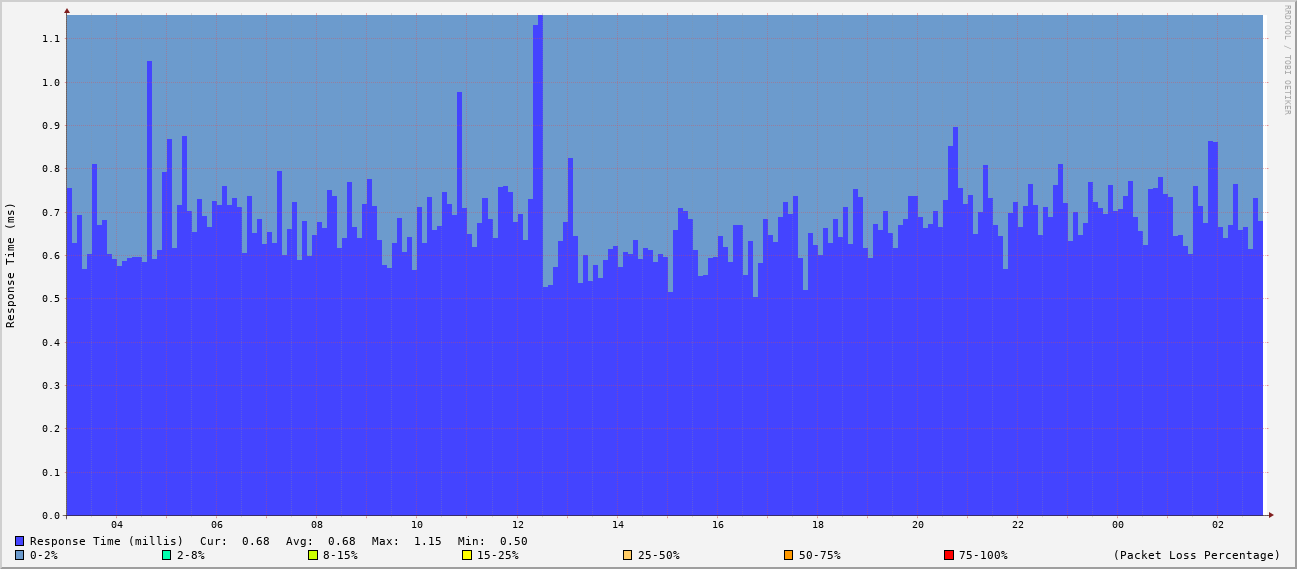 RRDTOOL / TOBI OETIKER
Response Time (ms)
1.1
1.0
0.9
0.8
0.7
0.6
0.5
0.4
0.3
0.2
0.1
0.0
04 06 08 10 12 14 16 18 20 22 00 02
Response Time (millis) Cur: 0.68 Avg: 0.68 Max: 1.15 Min: 0.50
0-2% 2-8% 8-15% 15-25% 25-50% 50-75% 75-100% (Packet Loss Percentage)